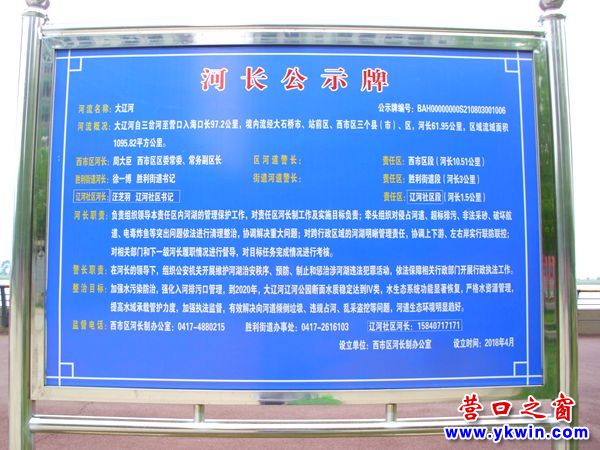 河长公示牌
河流名称：大辽河 公示牌编号：BAH00000000S210803001006
河流概况：大辽河自三岔河至营口入海口长97.2公里，境内流经大石桥市、站前区、西市区三个县（市）、区，河长61.95公里，区域流域面积
1095.82平方公里。
西市区河长：周大臣 西市区区委常委、常务副区长 区河道警长： 责任区：西市区段（河长10.51公里）
胜利街道河长：徐一博 胜利街道书记 街道河道警长： 责任区：胜利街道段（河长3公里）
辽河社区河长：汪芝羽 辽河社区书记 责任区：辽河社区段（河长1.5公里）
河长职责：负责组织领导本责任区内河湖的管理保护工作，对责任区河长制工作及实施目标负责；牵头组织对侵占河道、超标排污、非法采砂、破坏航
道、电毒炸鱼等突出问题依法进行清理整治，协调解决重大问题；对跨行政区域的河湖明晰管理责任，协调上下游、左右岸实行联防联控；
对相关部门和下一级河长履职情况进行督导，对目标任务完成情况进行考核。
警长职责：在河长的领导下，组织公安机关开展维护河湖治安秩序、预防、制止和惩治涉河湖违法犯罪活动，依法保障相关行政部门开展行政执法工作。
整治目标：加强水污染防治，强化入河排污口管理，到2020年，大辽河辽河公园断面水质稳定达到IV类，水生态系统功能显著恢复，严格水资源管理，
提高水域承载管护力度，加强执法监督，有效解决向河道倾倒垃圾、违规占河、乱采盗挖等问题，河道生态环境明显趋好。
监督电话：西市区河长制办公室：0417-4880215 胜利街道办事处：0417-2616103 辽河社区河长：15840717171
设立单位：西市区河长制办公室 设立时间：2018年4月
营口之窗
www.ykwin.com